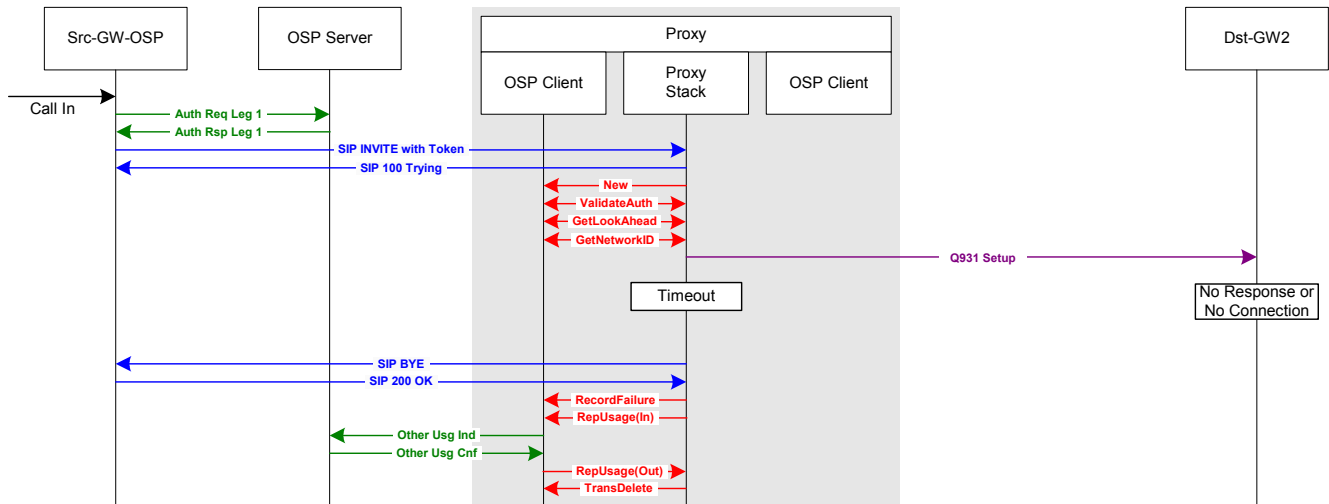 Proxy
Src-GW-OSP
OSP Server
Dst-GW2
OSP Client
Proxy
Stack
OSP Client
Call In
Auth Req Leg 1
Auth Rsp Leg 1
SIP INVITE with Token
SIP 100 Trying
New
ValidateAuth
GetLookAhead
GetNetworkID
Q931 Setup
Timeout
No Response or
No Connection
SIP BYE
SIP 200 OK
RecordFailure
RepUsage(In)
Other Usg Ind
Other Usg Cnf
RepUsage(Out)
TransDelete